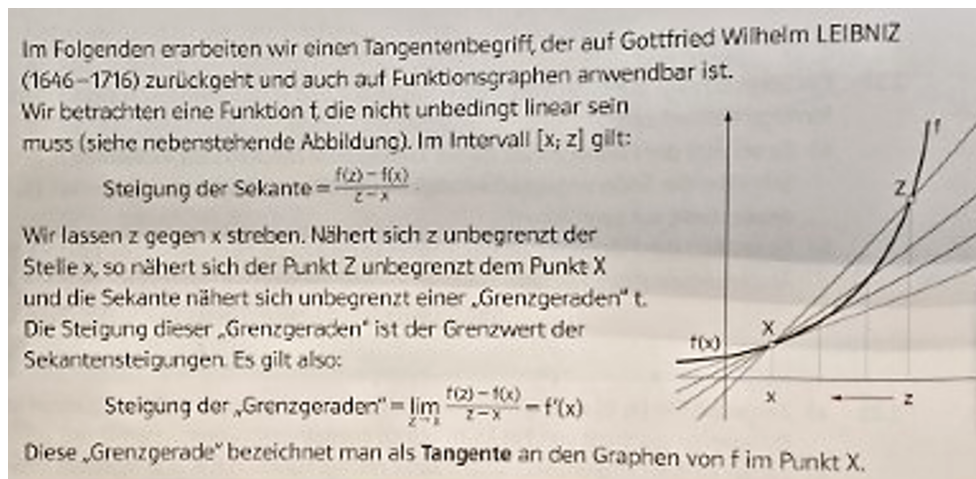 Im Folgenden erarbeiten wir einen Tangentenbegriff, der auf Gottfried Wilhelm LEIBNIZ
(1646–1716) zurückgeht und auch auf Funktionsgraphen anwendbar ist.
Wir betrachten eine Funktion f, die nicht unbedingt linear sein
muss (siehe nebenstehende Abbildung). Im Intervall [x; z] gilt:
Steigung der Sekante = f(z) – f(x) / z – x
Wir lassen z gegen x streben. Nähert sich z unbegrenzt der
Stelle x, so nähert sich der Punkt Z unbegrenzt dem Punkt X
und die Sekante nähert sich unbegrenzt einer „Grenzgeraden“ t.
Die Steigung dieser „Grenzgeraden“ ist der Grenzwert der
Sekantensteigungen. Es gilt also:
Steigung der „Grenzgeraden“ = lim z→x f(z) – f(x) / z – x = f'(x)
Diese „Grenzgerade“ bezeichnet man als Tangente an den Graphen von f im Punkt X.
f
Z
X
f(x)
x
z